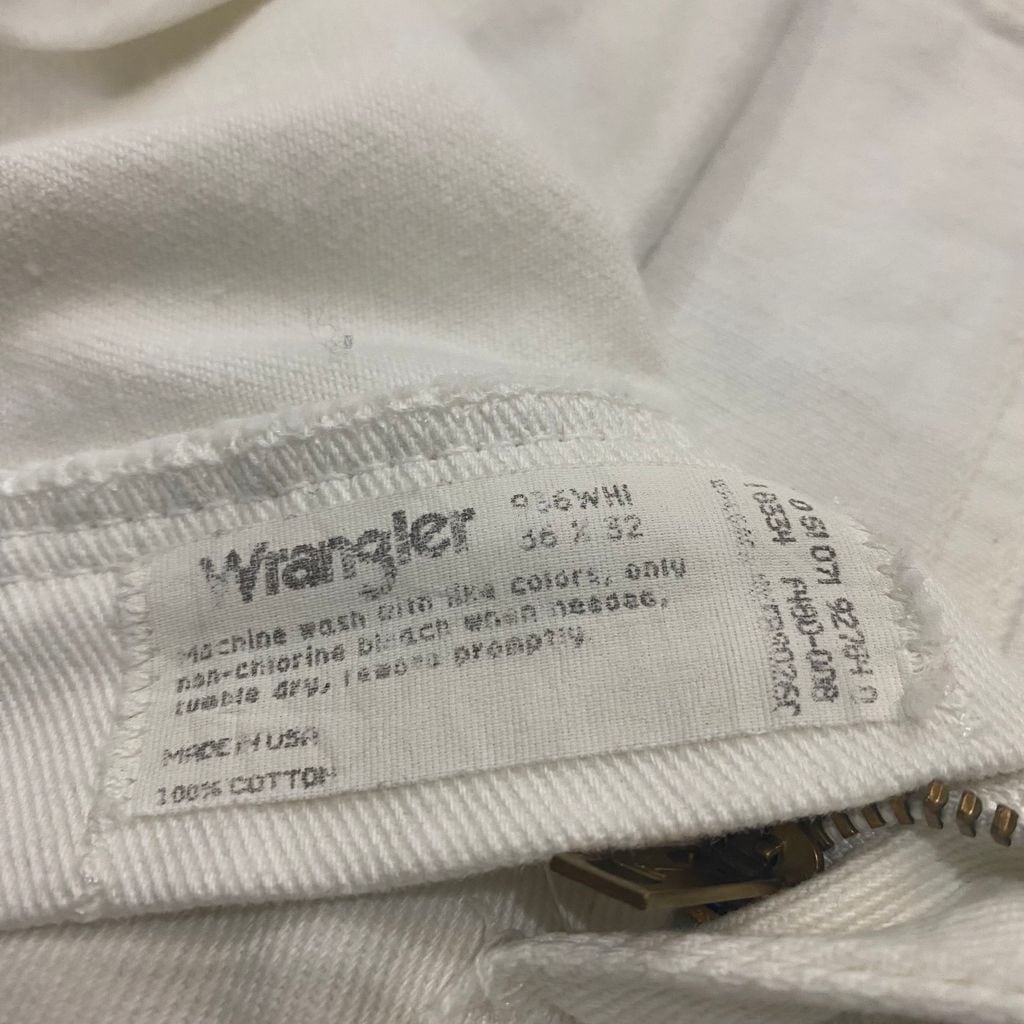 Wrangler
936WHI
36 X 32
Machine wash with like colors, only
non-chlorine bleach when needed,
tumble dry, remove promptly.
MADE IN USA
100% COTTON
18334